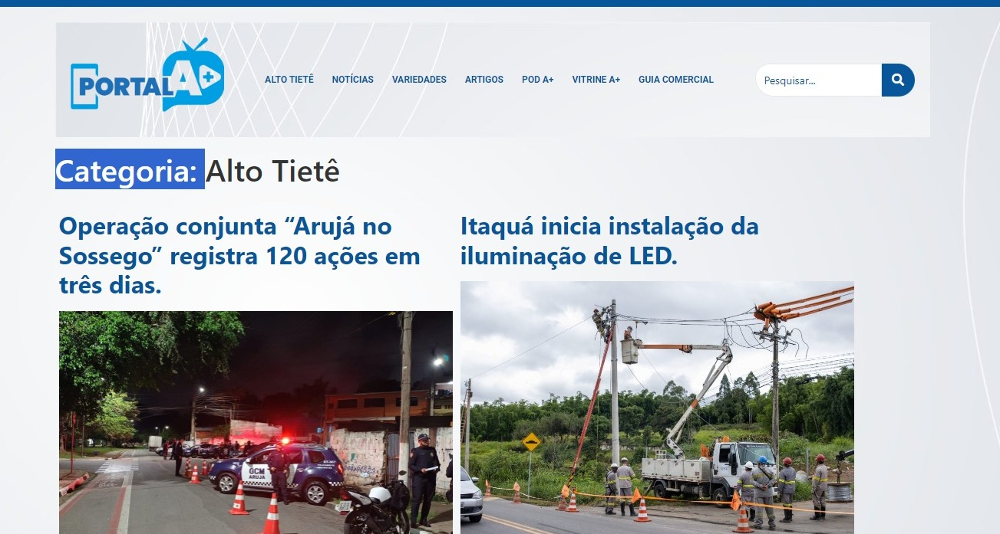 PORTAL A+
ALTO TIETÊ NOTÍCIAS VARIEDADES ARTIGOS POD A+ VITRINE A+ GUIA COMERCIAL
Pesquisar...
Categoria: Alto Tietê
Operação conjunta “Arujá no
Sossego” registra 120 ações em
três dias.
Itaquá inicia instalação da
iluminação de LED.
GCM
ARUJA